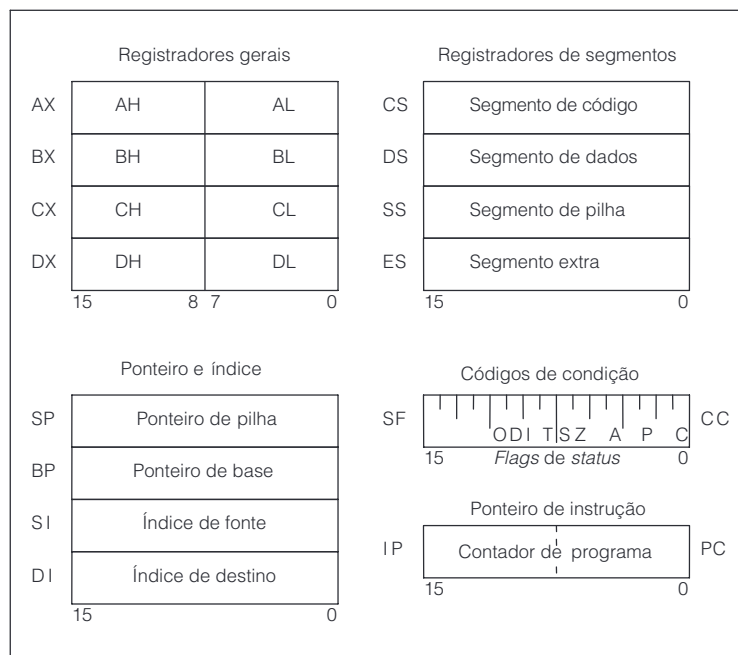 Registradores gerais
AX AH AL
BX BH BL
CX CH CL
DX DH DL
15 8 7 0
Registradores de segmentos
CS Segmento de código
DS Segmento de dados
SS Segmento de pilha
ES Segmento extra
15 0
Ponteiro e índice
SP Ponteiro de pilha
BP Ponteiro de base
SI Índice de fonte
DI Índice de destino
15 0
Códigos de condição
SF O D I T S Z A P C CC
15 Flags de status 0
Ponteiro de instrução
IP Contador de programa PC
15 0